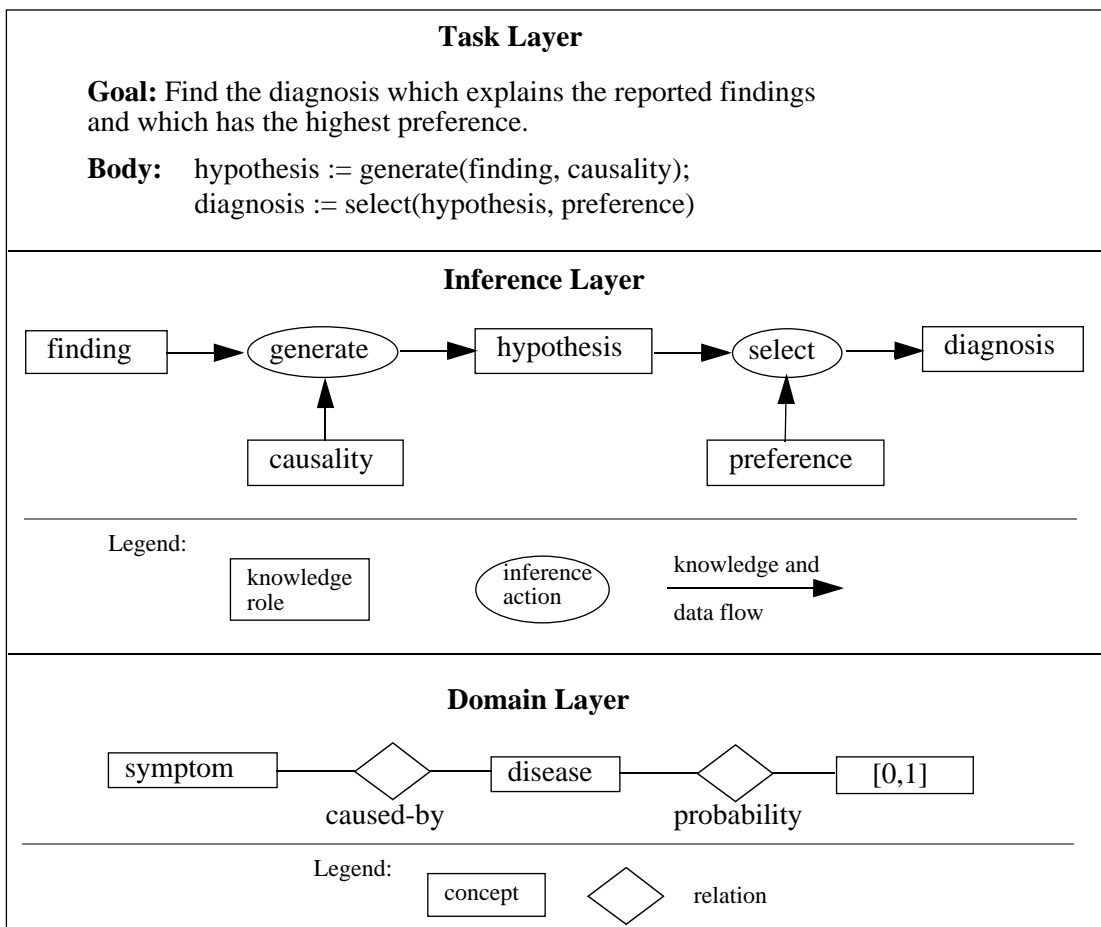 Task Layer
Goal: Find the diagnosis which explains the reported findings
and which has the highest preference.
Body: hypothesis := generate(finding, causality);
diagnosis := select(hypothesis, preference)
Inference Layer
finding generate hypothesis select diagnosis
causality preference
Legend:
knowledge
role
inference
action
knowledge and
data flow
Domain Layer
symptom disease [0,1]
caused-by probability
Legend:
concept relation